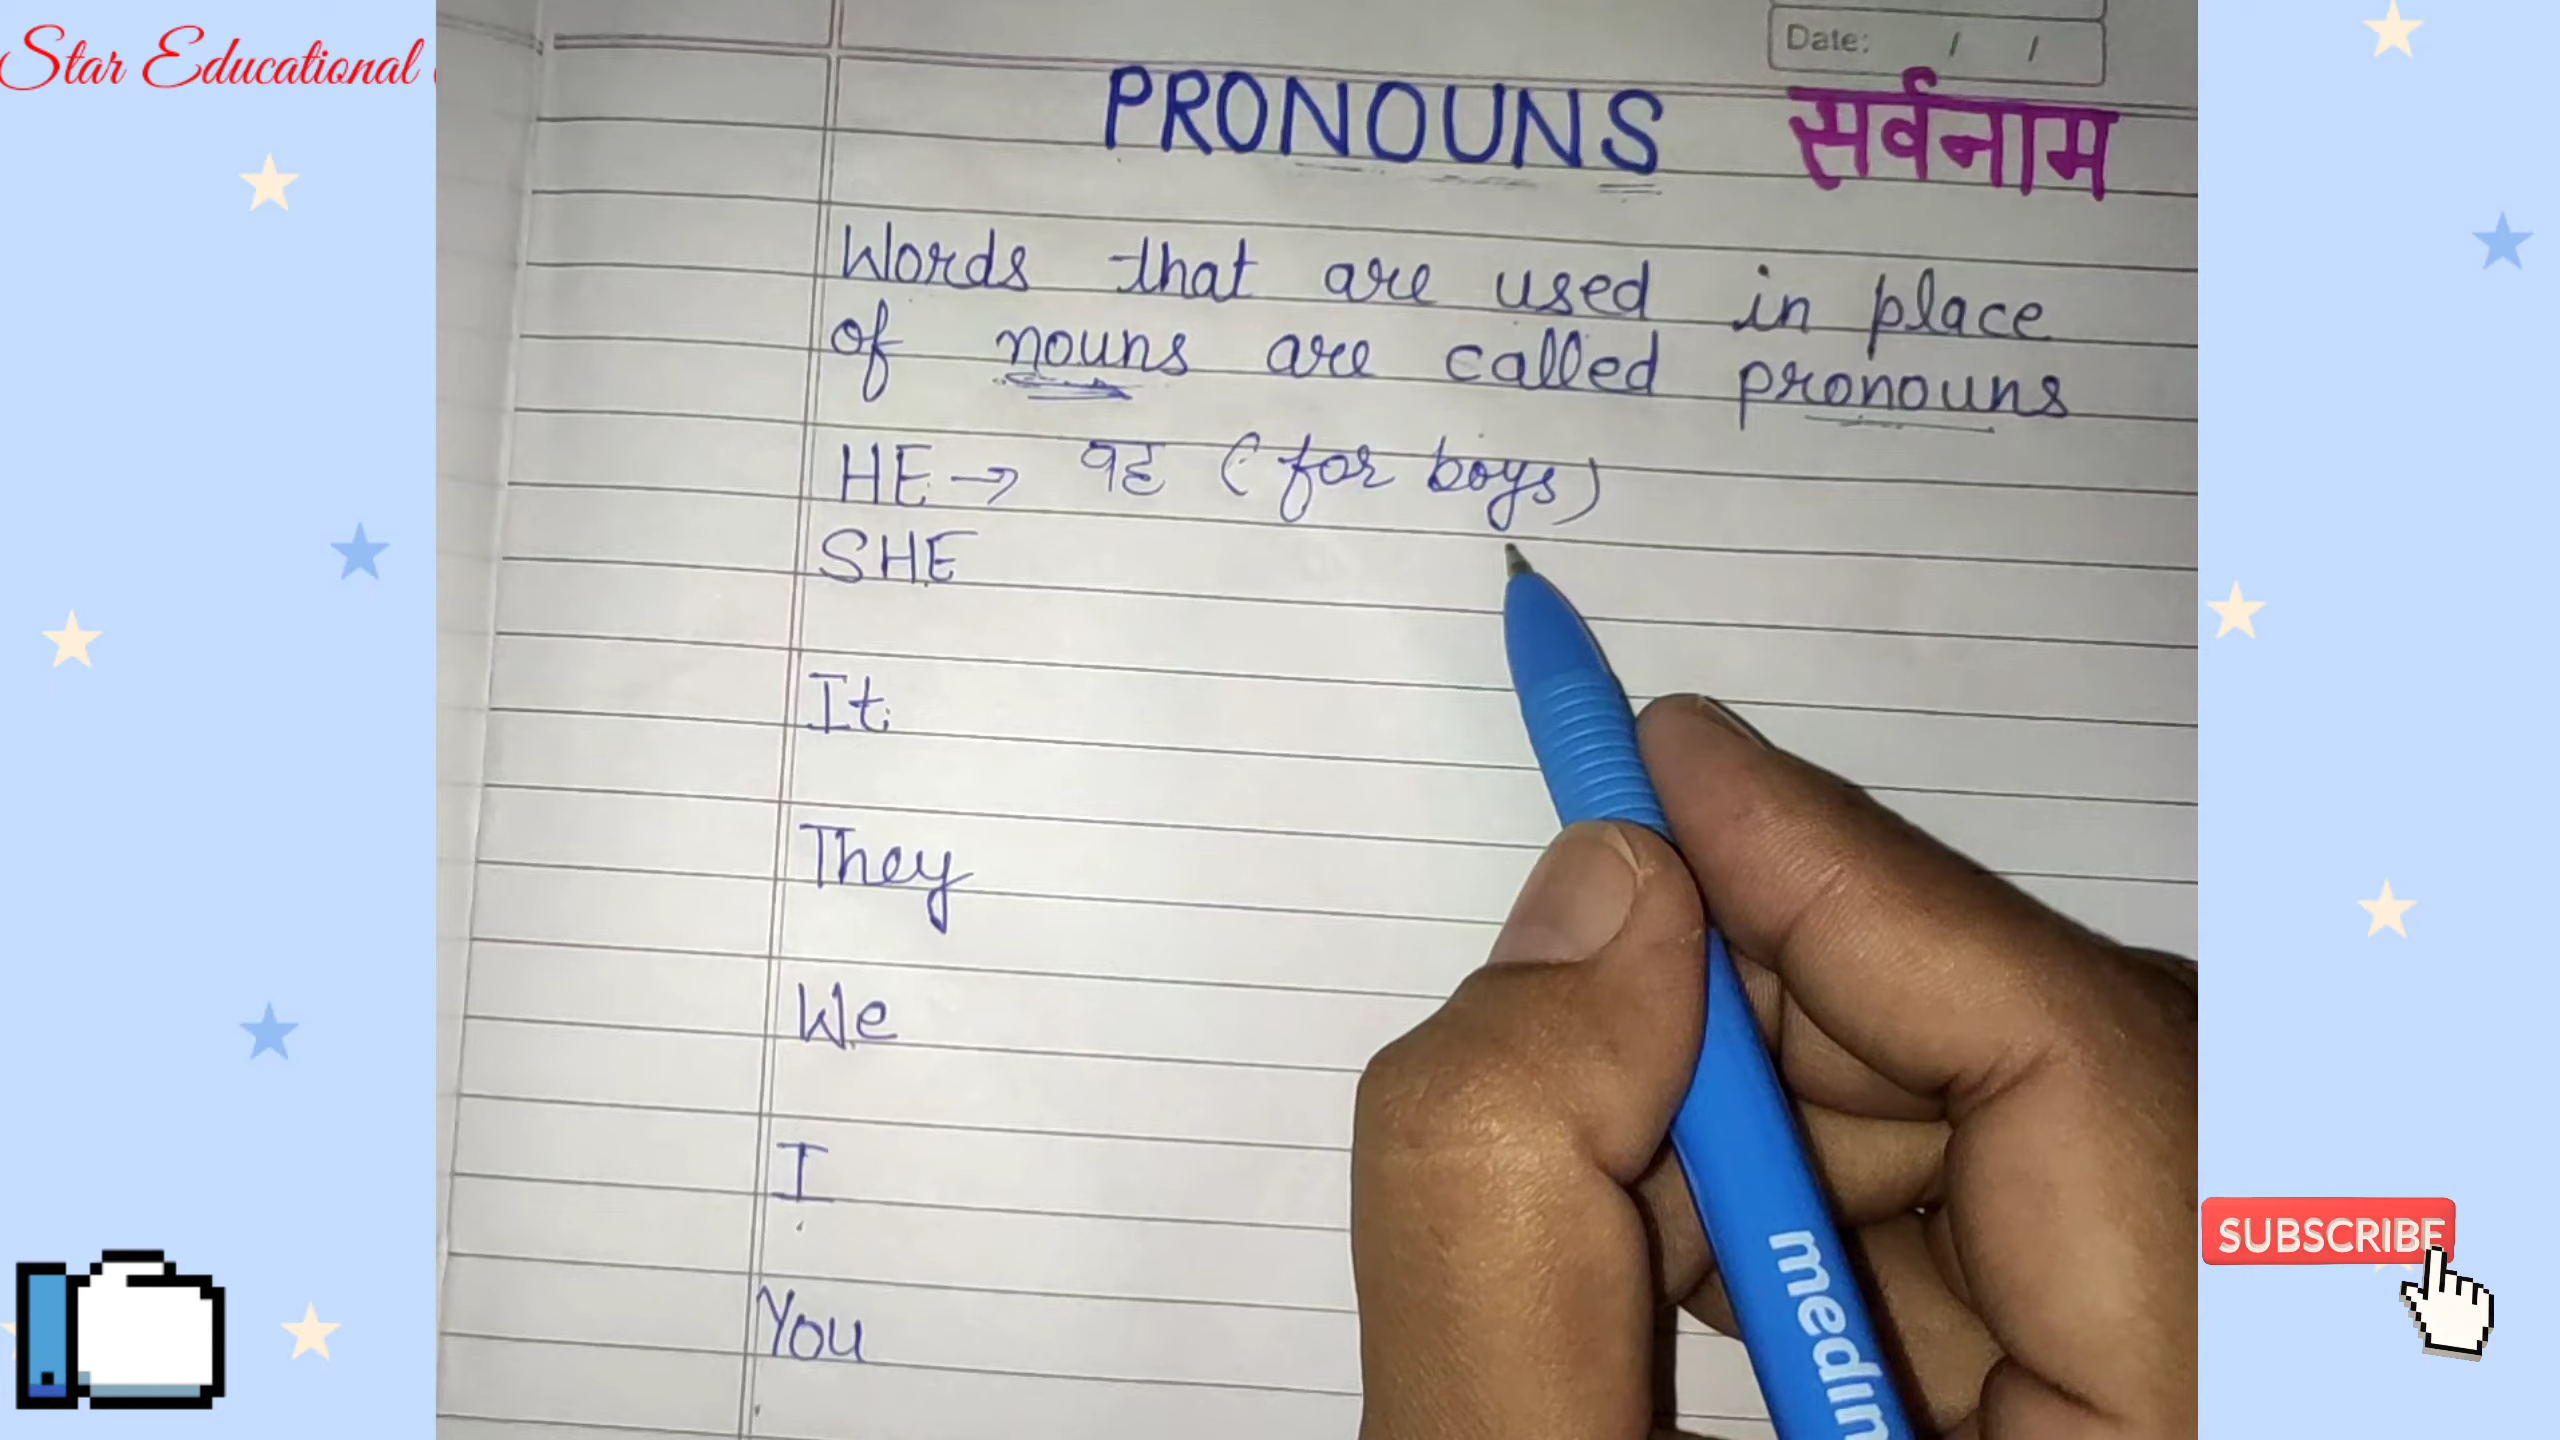 Star Educational
Date: / /
PRONOUNS सर्वनाम
Words that are used in place
of nouns are called pronouns
HE → वह (for boys)
SHE
It
They
We
I
You
medin
SUBSCRIBE